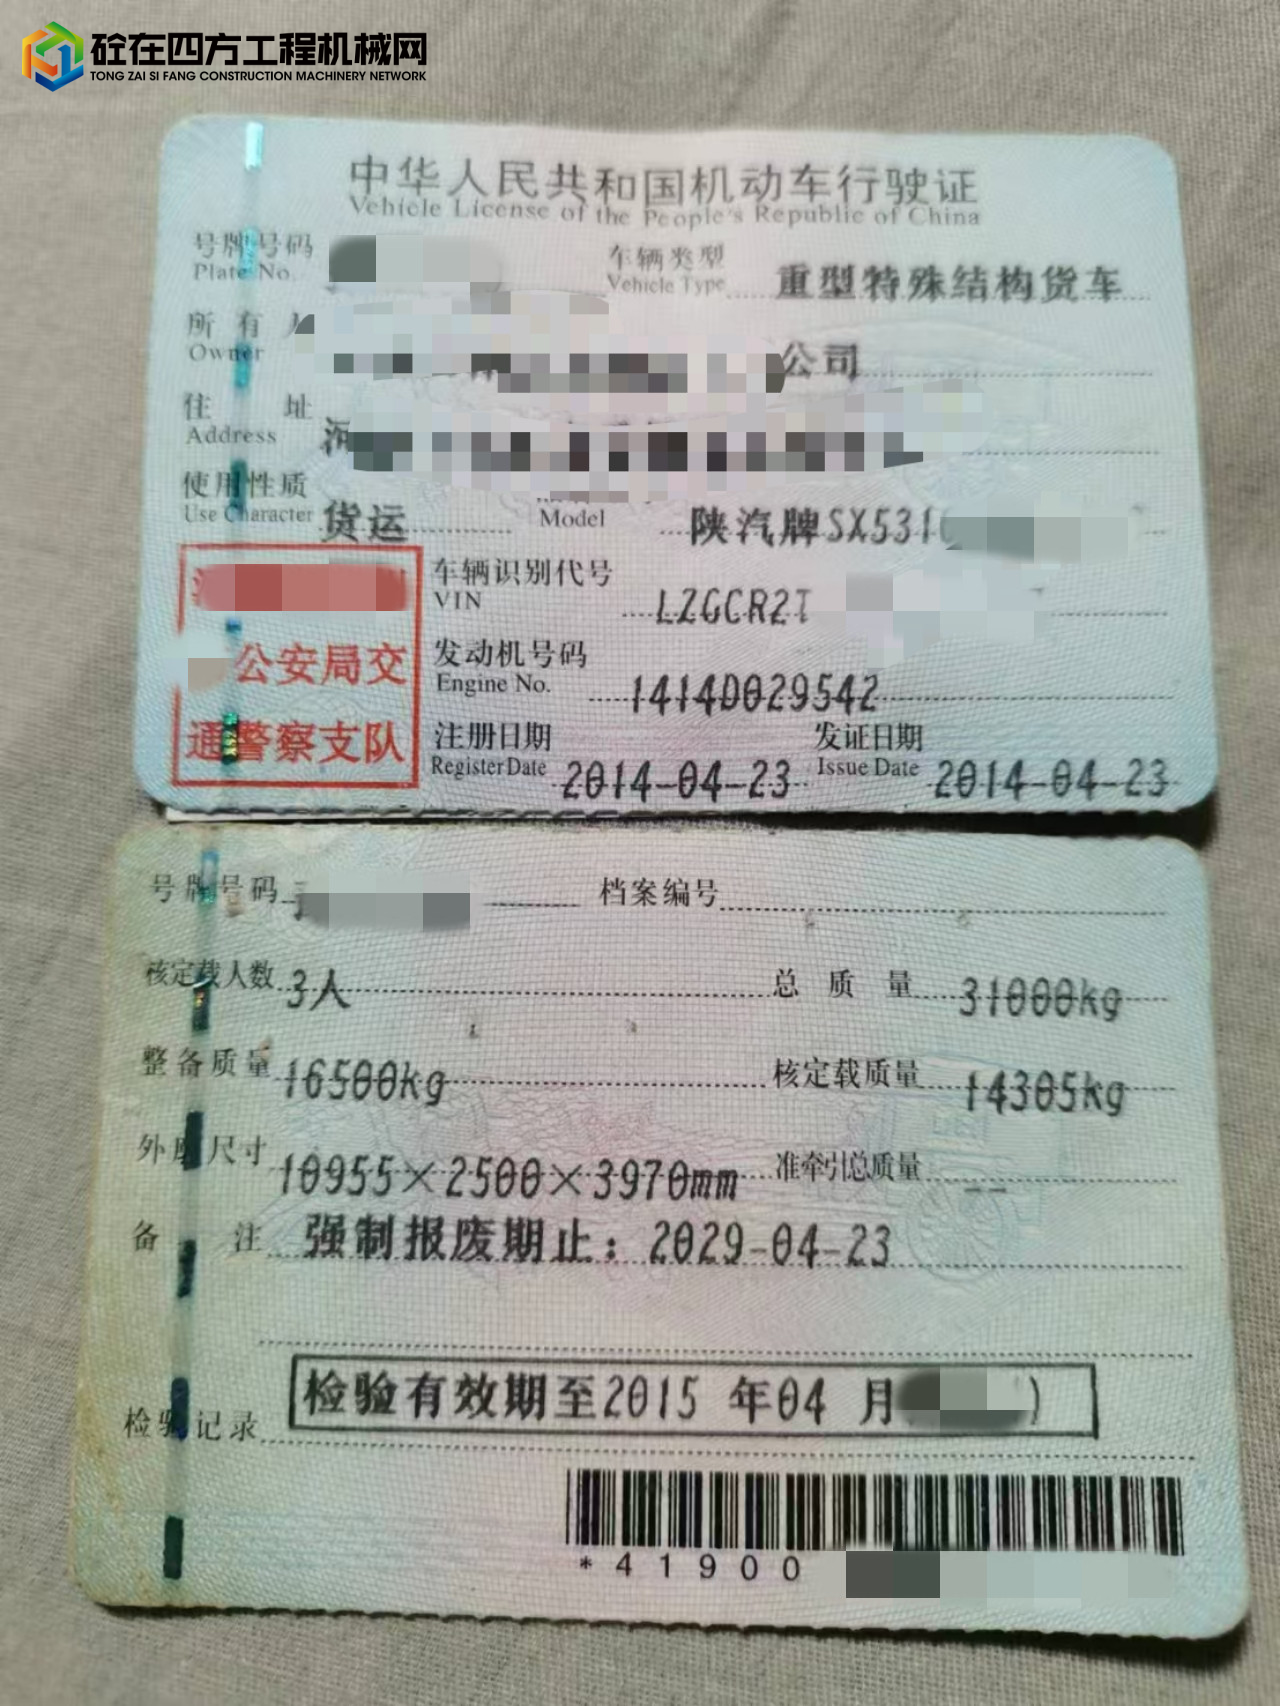 砼在四方工程机械网
TONG ZAI SI FANG CONSTRUCTION MACHINERY NETWORK
中华人民共和国机动车行驶证
Vehicle License of the People's Republic of China
号牌号码
Plate No.
车辆类型 重型特殊结构货车
Vehicle Type
所有人 公司
Owner
住址 河
Address
使用性质 货运
Use Character
Model 陕汽牌SX531
车辆识别代号 LZGCR2T
VIN
发动机号码 1414D029542
Engine No.
公安局交
通警察支队
注册日期 2014-04-23
Register Date
发证日期 2014-04-23
Issue Date
号牌号码 档案编号
核定载人数 3人 总质量 31000kg
整备质量 16500kg 核定载质量 14305kg
外廓尺寸 10955×2500×3970mm 准牵引总质量 --
备注 强制报废期止：2029-04-23
检验记录 检验有效期至2015 年04 月 )
*41900